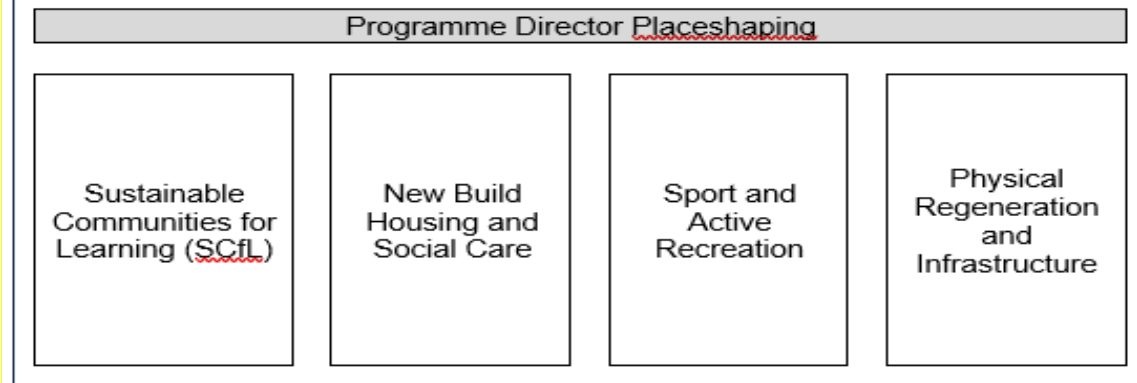 Programme Director Placeshaping
Sustainable
Communities for
Learning (SCfL)
New Build
Housing and
Social Care
Sport and
Active
Recreation
Physical
Regeneration
and
Infrastructure